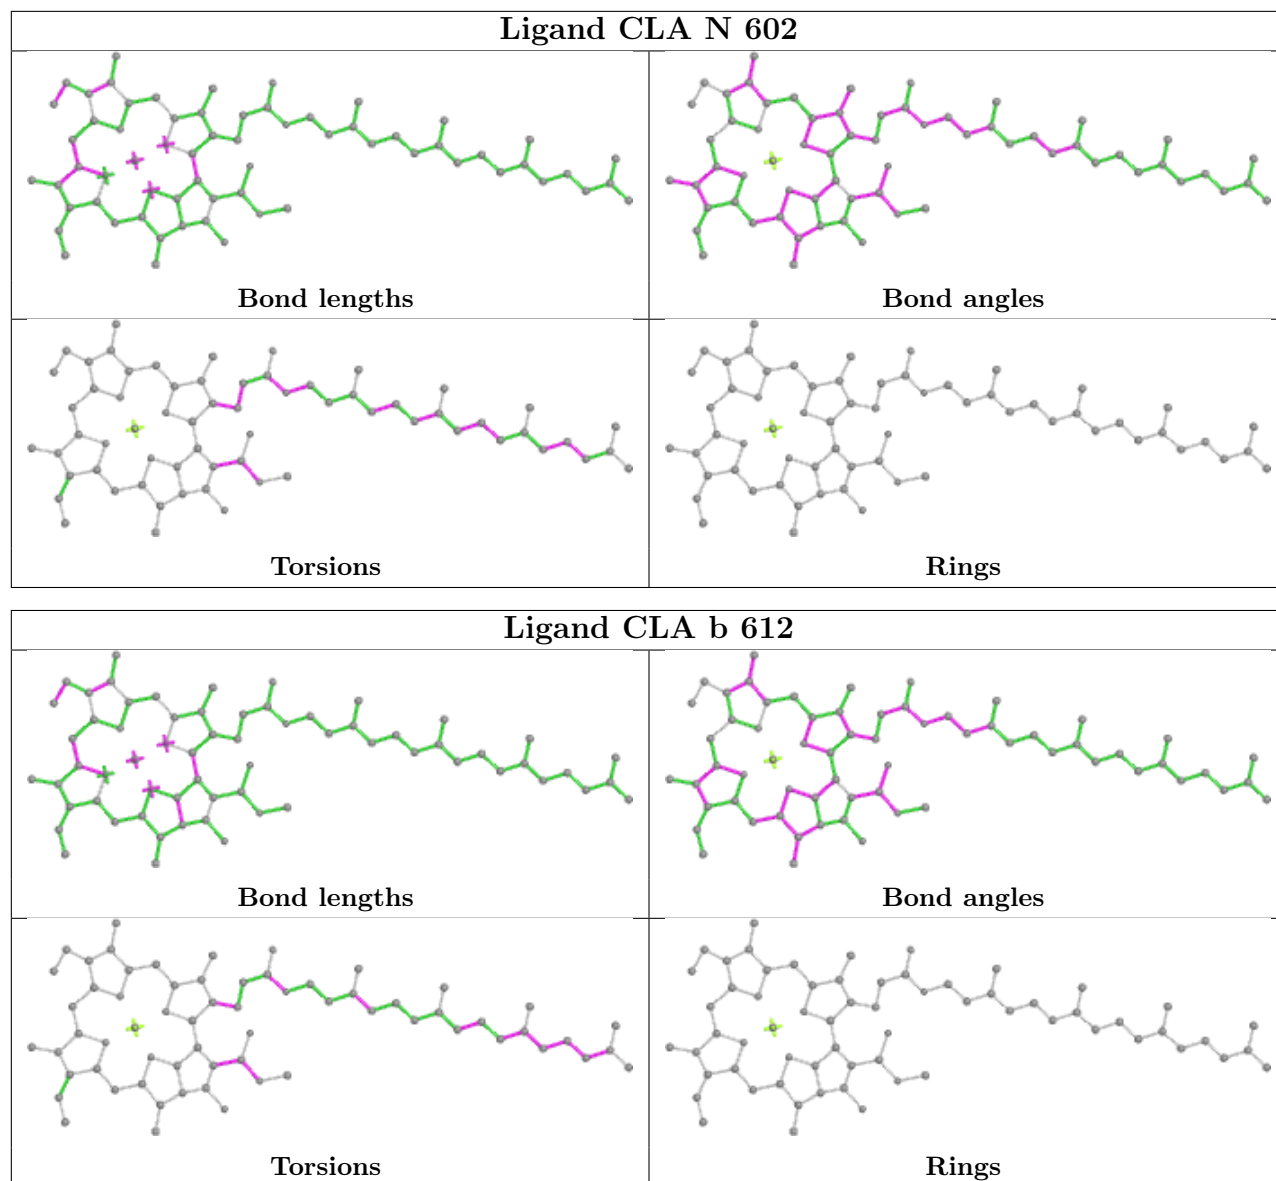 Ligand CLA N 602
Bond lengths
Bond angles
Torsions
Rings
Ligand CLA b 612
Bond lengths
Bond angles
Torsions
Rings